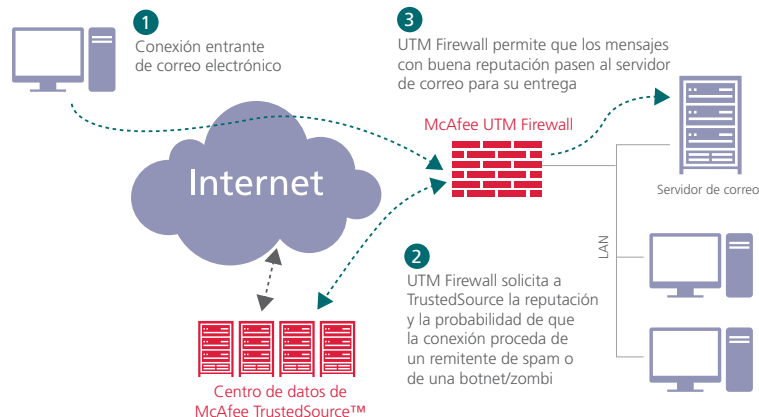 1
Conexión entrante
de correo electrónico
3
UTM Firewall permite que los mensajes
con buena reputación pasen al servidor
de correo para su entrega
McAfee UTM Firewall
Internet
Servidor de correo
LAN
2
UTM Firewall solicita a
TrustedSource la reputación
y la probabilidad de que
la conexión proceda de
un remitente de spam o
de una botnet/zombi
Centro de datos de
McAfee TrustedSource™